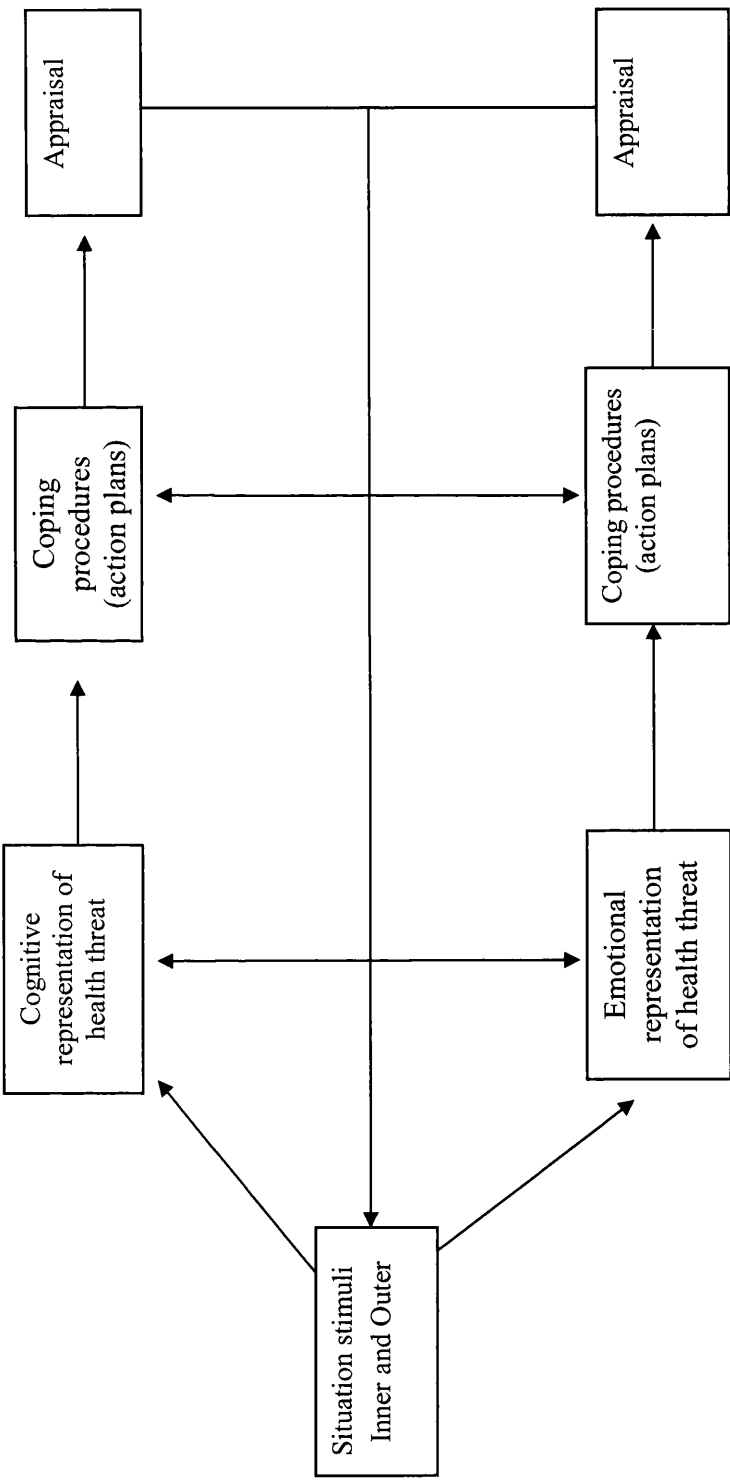 Situation stimuli
Inner and Outer
Cognitive
representation of
health threat
Coping
procedures
(action plans)
Appraisal
Emotional
representation
of health threat
Coping procedures
(action plans)
Appraisal